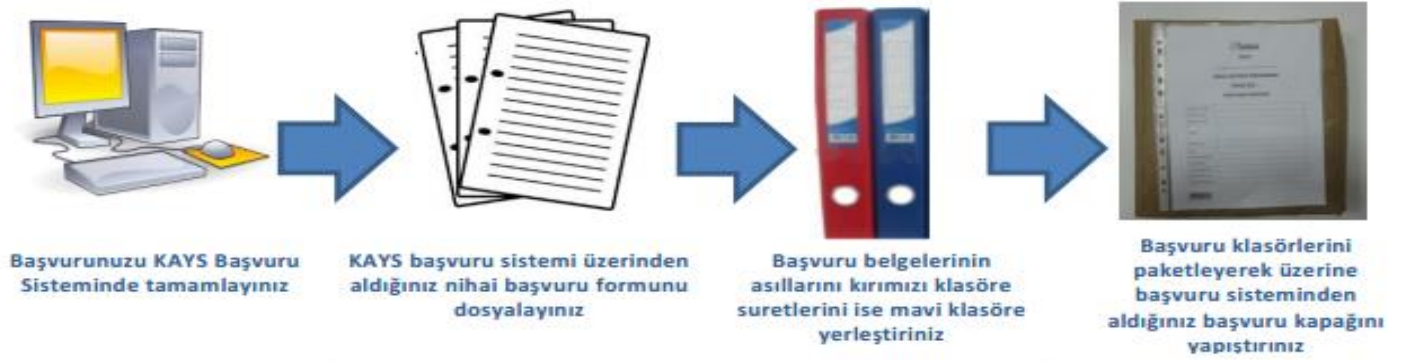 Başvurunuzu KAYS Başvuru
Sisteminde tamamlayınız
KAYS başvuru sistemi üzerinden
aldığınız nihai başvuru formunu
dosyalayınız
Başvuru belgelerinin
asıllarını kırımızı klasöre
suretlerini ise mavi klasöre
yerleştiriniz
Başvuru klasörlerini
paketleyerek üzerine
başvuru sisteminden
aldığınız başvuru kapağını
yapıştırınız